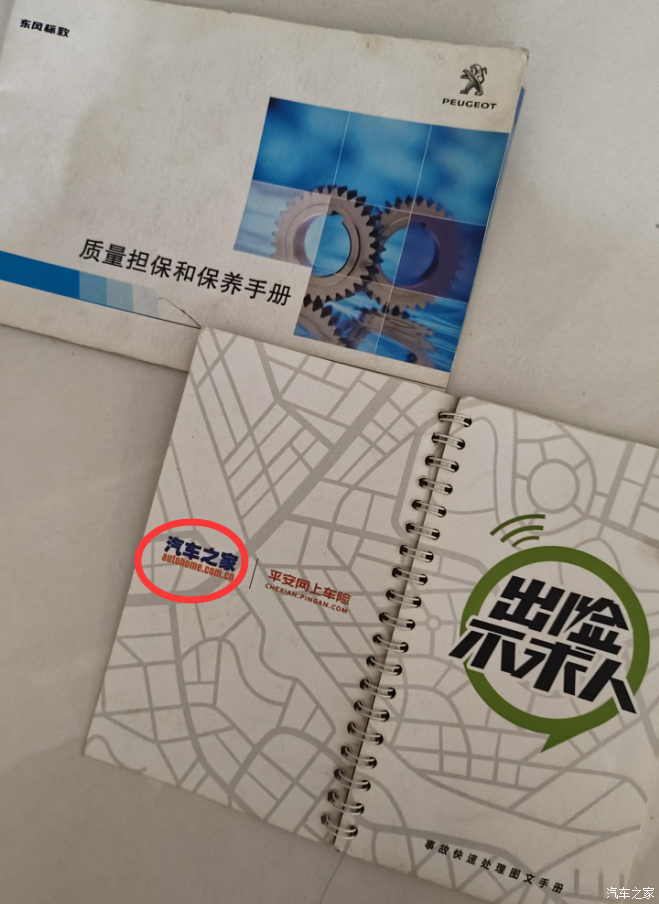 东风标致
PEUGEOT
质量担保和保养手册
汽车之家
autohome.com.cn
平安网上车险
CHEXIAN.PINGAN.COM
出险
不求人
事故快速处理图文手册
汽车之家